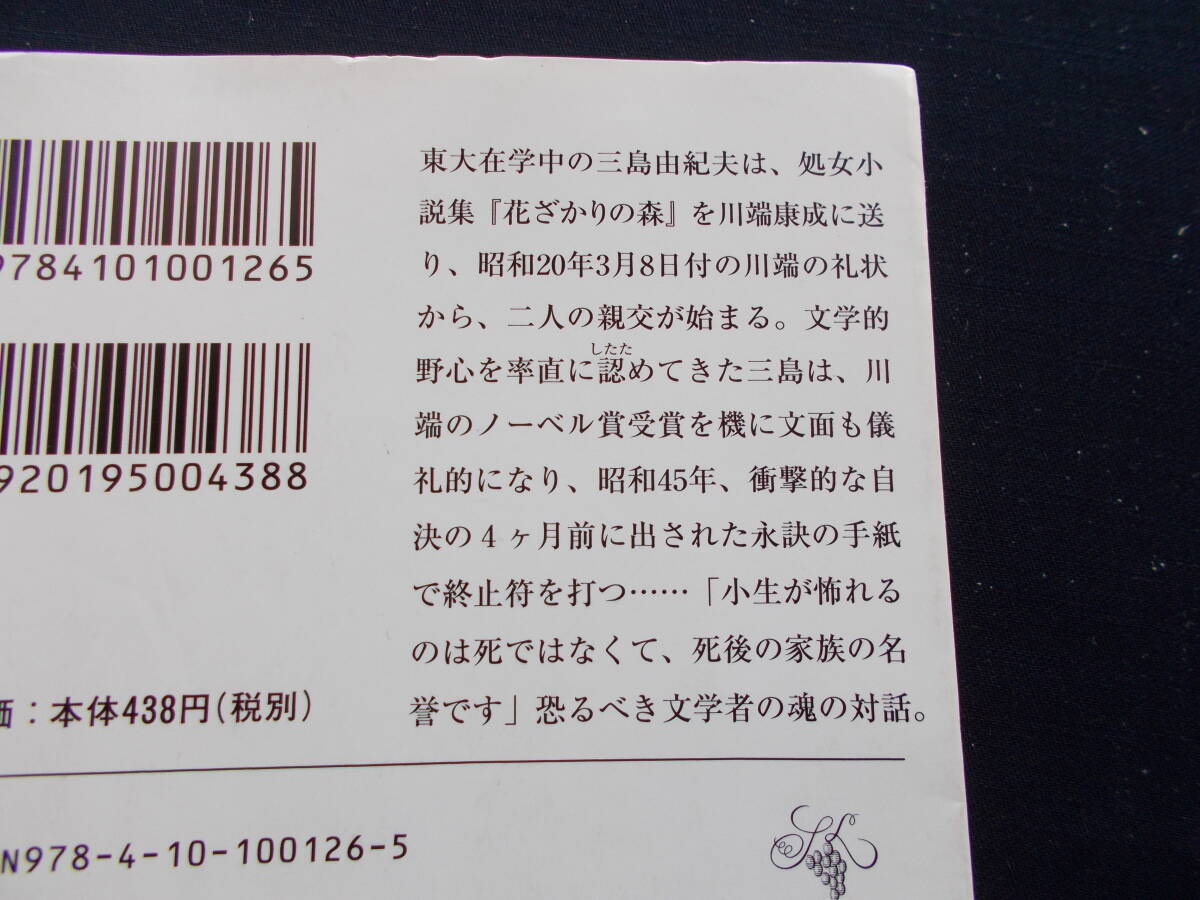 9784101001265
920195004388
価：本体438円(税別)
東大在学中の三島由紀夫は、処女小
説集『花ざかりの森』を川端康成に送
り、昭和20年3月8日付の川端の礼状
から、二人の親交が始まる。文学的
したた
野心を率直に認めてきた三島は、川
端のノーベル賞受賞を機に文面も儀
礼的になり、昭和45年、衝撃的な自
決の４ヶ月前に出された永訣の手紙
で終止符を打つ……「小生が怖れる
のは死ではなくて、死後の家族の名
誉です」恐るべき文学者の魂の対話。
N978-4-10-100126-5